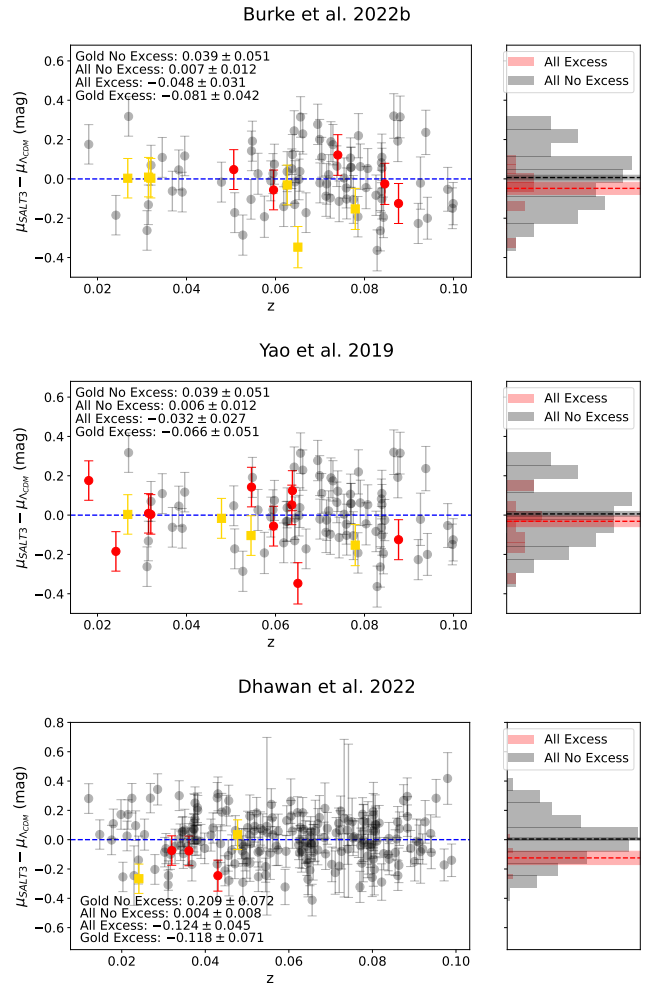 Burke et al. 2022b
Gold No Excess: 0.039 ± 0.051
All No Excess: 0.007 ± 0.012
All Excess: −0.048 ± 0.031
Gold Excess: −0.081 ± 0.042
μSALT3 − μΛCDM (mag)
0.6
0.4
0.2
0.0
−0.2
−0.4
0.02 0.04 0.06 0.08 0.10
z
All Excess
All No Excess
Yao et al. 2019
Gold No Excess: 0.039 ± 0.051
All No Excess: 0.006 ± 0.012
All Excess: −0.032 ± 0.027
Gold Excess: −0.066 ± 0.051
μSALT3 − μΛCDM (mag)
0.6
0.4
0.2
0.0
−0.2
−0.4
0.02 0.04 0.06 0.08 0.10
z
All Excess
All No Excess
Dhawan et al. 2022
μSALT3 − μΛCDM (mag)
0.8
0.6
0.4
0.2
0.0
−0.2
−0.4
−0.6
Gold No Excess: 0.209 ± 0.072
All No Excess: 0.004 ± 0.008
All Excess: −0.124 ± 0.045
Gold Excess: −0.118 ± 0.071
0.02 0.04 0.06 0.08 0.10
z
All Excess
All No Excess